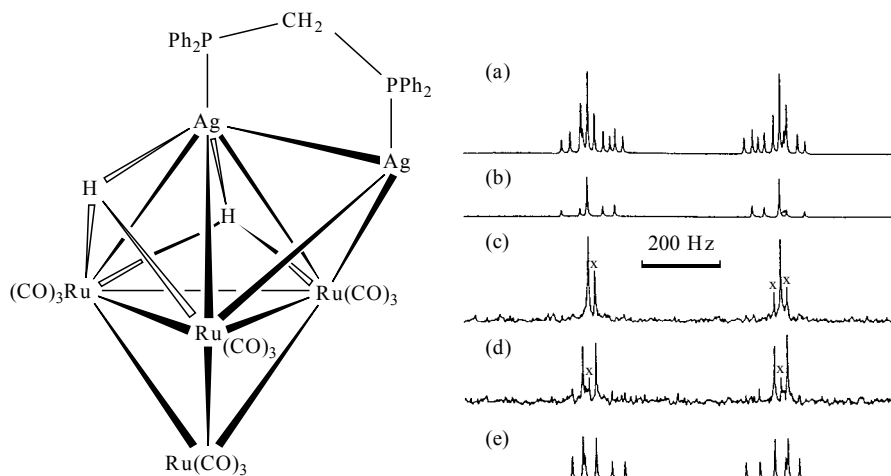 Ph2P
CH2
PPh2
Ag
Ag
H
H
(CO)3Ru
Ru(CO)3
Ru
(CO)3
Ru(CO)3
(a)
(b)
200 Hz
(c)
x
x
x
(d)
x
x
(e)